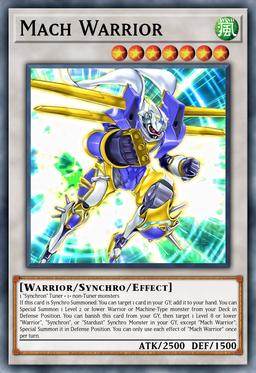 MACH WARRIOR
風
[WARRIOR/SYNCHRO/EFFECT]
1 "Synchron" Tuner + 1+ non-Tuner monsters
If this card is Synchro Summoned: You can target 1 card in your GY; add it to your hand. You can
Special Summon 1 Level 2 or lower Warrior or Machine-Type monster from your Deck in
Defense Position. You can banish this card from your GY, then target 1 Level 8 or lower
"Warrior", "Synchron", or "Stardust" Synchro Monster in your GY, except "Mach Warrior";
Special Summon it in Defense Position. You can only use each effect of "Mach Warrior" once
per turn.
ATK/2500 DEF/1500